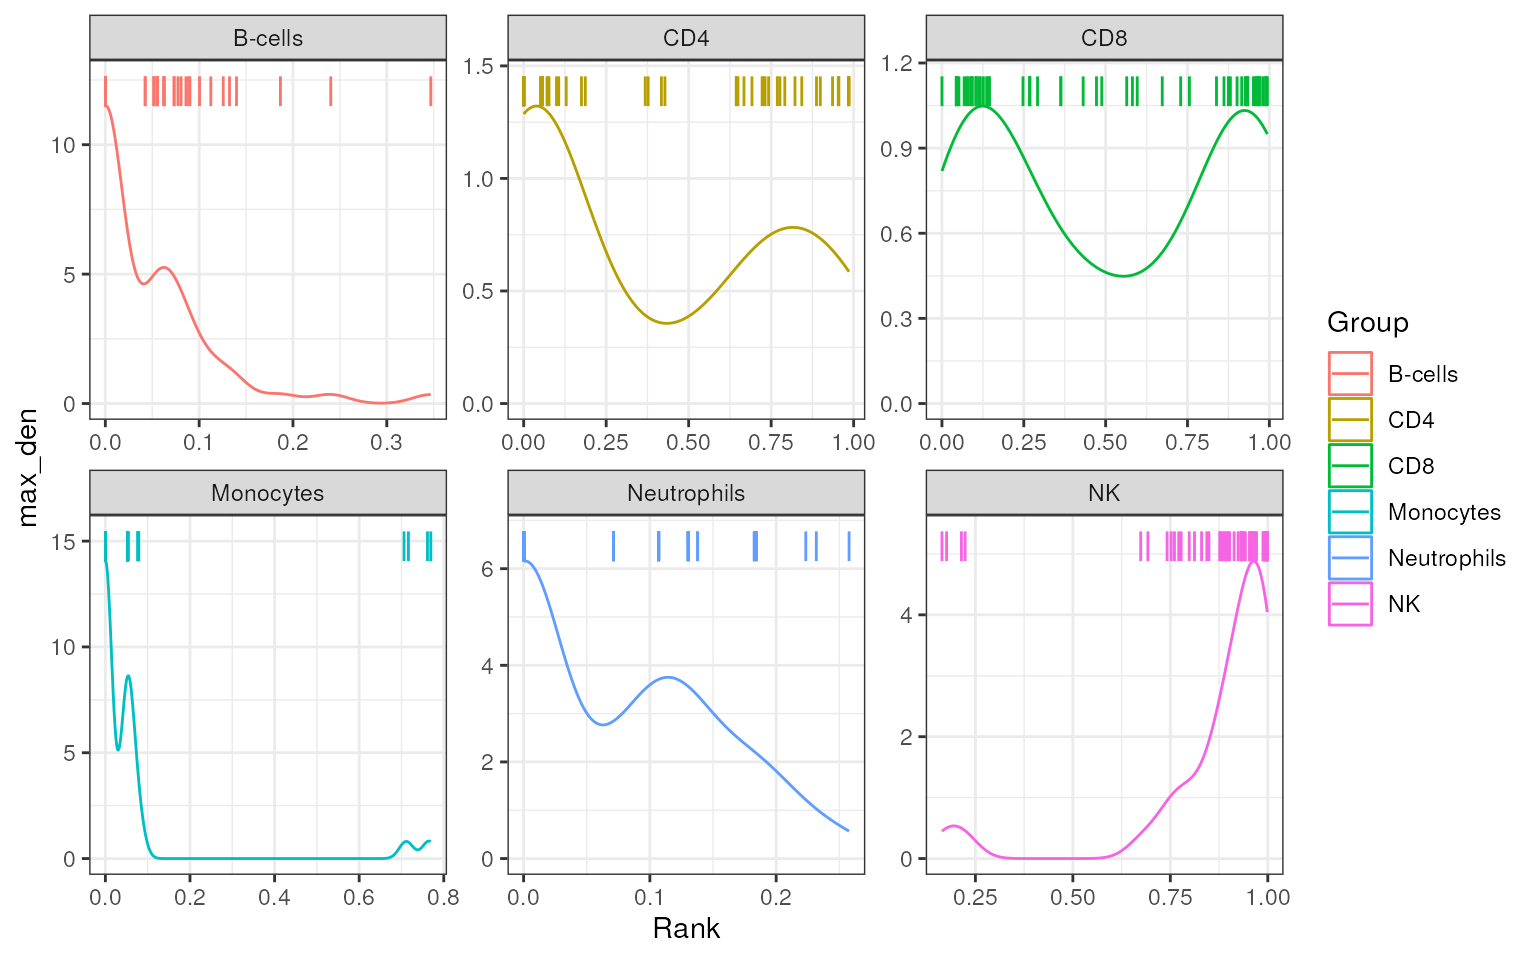 B-cells
CD4
CD8
10
5
0
0.0 0.1 0.2 0.3
1.5
1.0
0.5
0.0
0.00 0.25 0.50 0.75 1.00
1.2
0.9
0.6
0.3
0.0
0.00 0.25 0.50 0.75 1.00
Monocytes
Neutrophils
NK
15
10
5
0
0.0 0.2 0.4 0.6 0.8
6
4
2
0
0.0 0.1 0.2
4
2
0
0.25 0.50 0.75 1.00
max_den
Rank
Group
B-cells
CD4
CD8
Monocytes
Neutrophils
NK